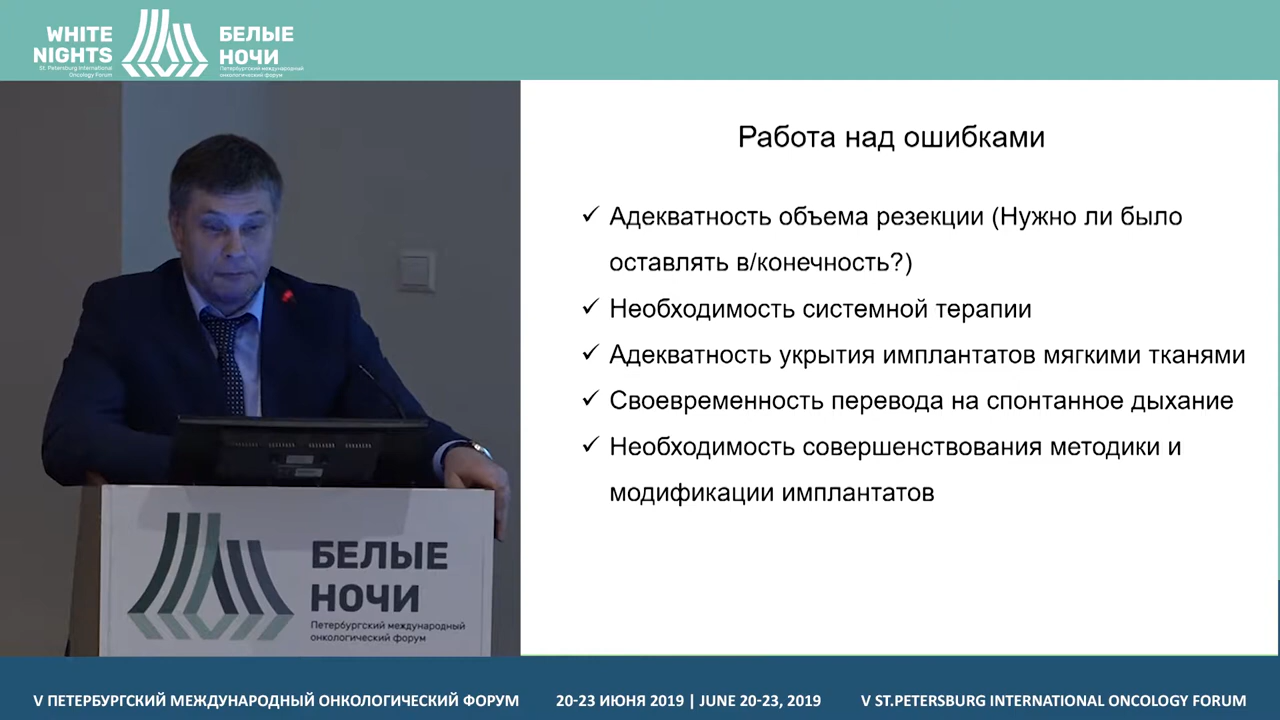 WHITE
NIGHTS
St. Petersburg International
Oncology Forum
БЕЛЫЕ
НОЧИ
Петербургский международный
онкологический форум
Работа над ошибками
Адекватность объема резекции (Нужно ли было
оставлять в/конечность?)
Необходимость системной терапии
Адекватность укрытия имплантатов мягкими тканями
Своевременность перевода на спонтанное дыхание
Необходимость совершенствования методики и
модификации имплантатов
БЕЛЫЕ
НОЧИ
Петербургский международный
онкологический форум
V ПЕТЕРБУРГСКИЙ МЕЖДУНАРОДНЫЙ ОНКОЛОГИЧЕСКИЙ ФОРУМ
20-23 ИЮНЯ 2019 | JUNE 20-23, 2019
V ST.PETERSBURG INTERNATIONAL ONCOLOGY FORUM